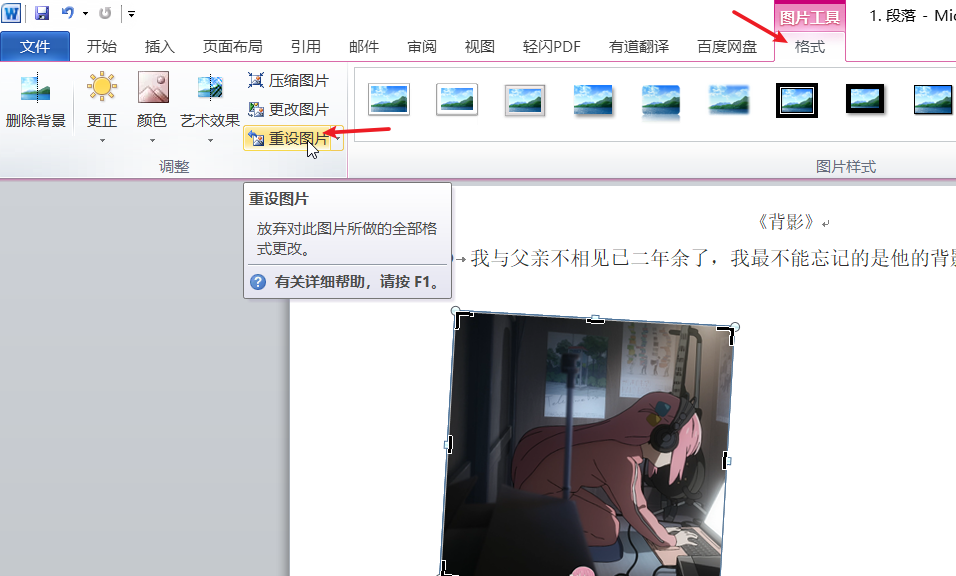 图片工具
1. 段落 - Mic
文件 开始 插入 页面布局 引用 邮件 审阅 视图 轻闪PDF 有道翻译 百度网盘 格式
删除背景 更正 颜色 艺术效果
压缩图片
更改图片
重设图片
调整
图片样式
重设图片
放弃对此图片所做的全部格
式更改。
有关详细帮助，请按 F1。
《背影》
我与父亲不相见已二年余了，我最不能忘记的是他的背影